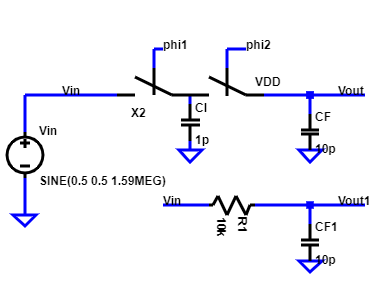 phi1
phi2
Vin
VDD
Vout
X2
CI
1p
CF
10p
Vin
SINE(0.5 0.5 1.59MEG)
Vin
R1
10k
Vout1
CF1
10p